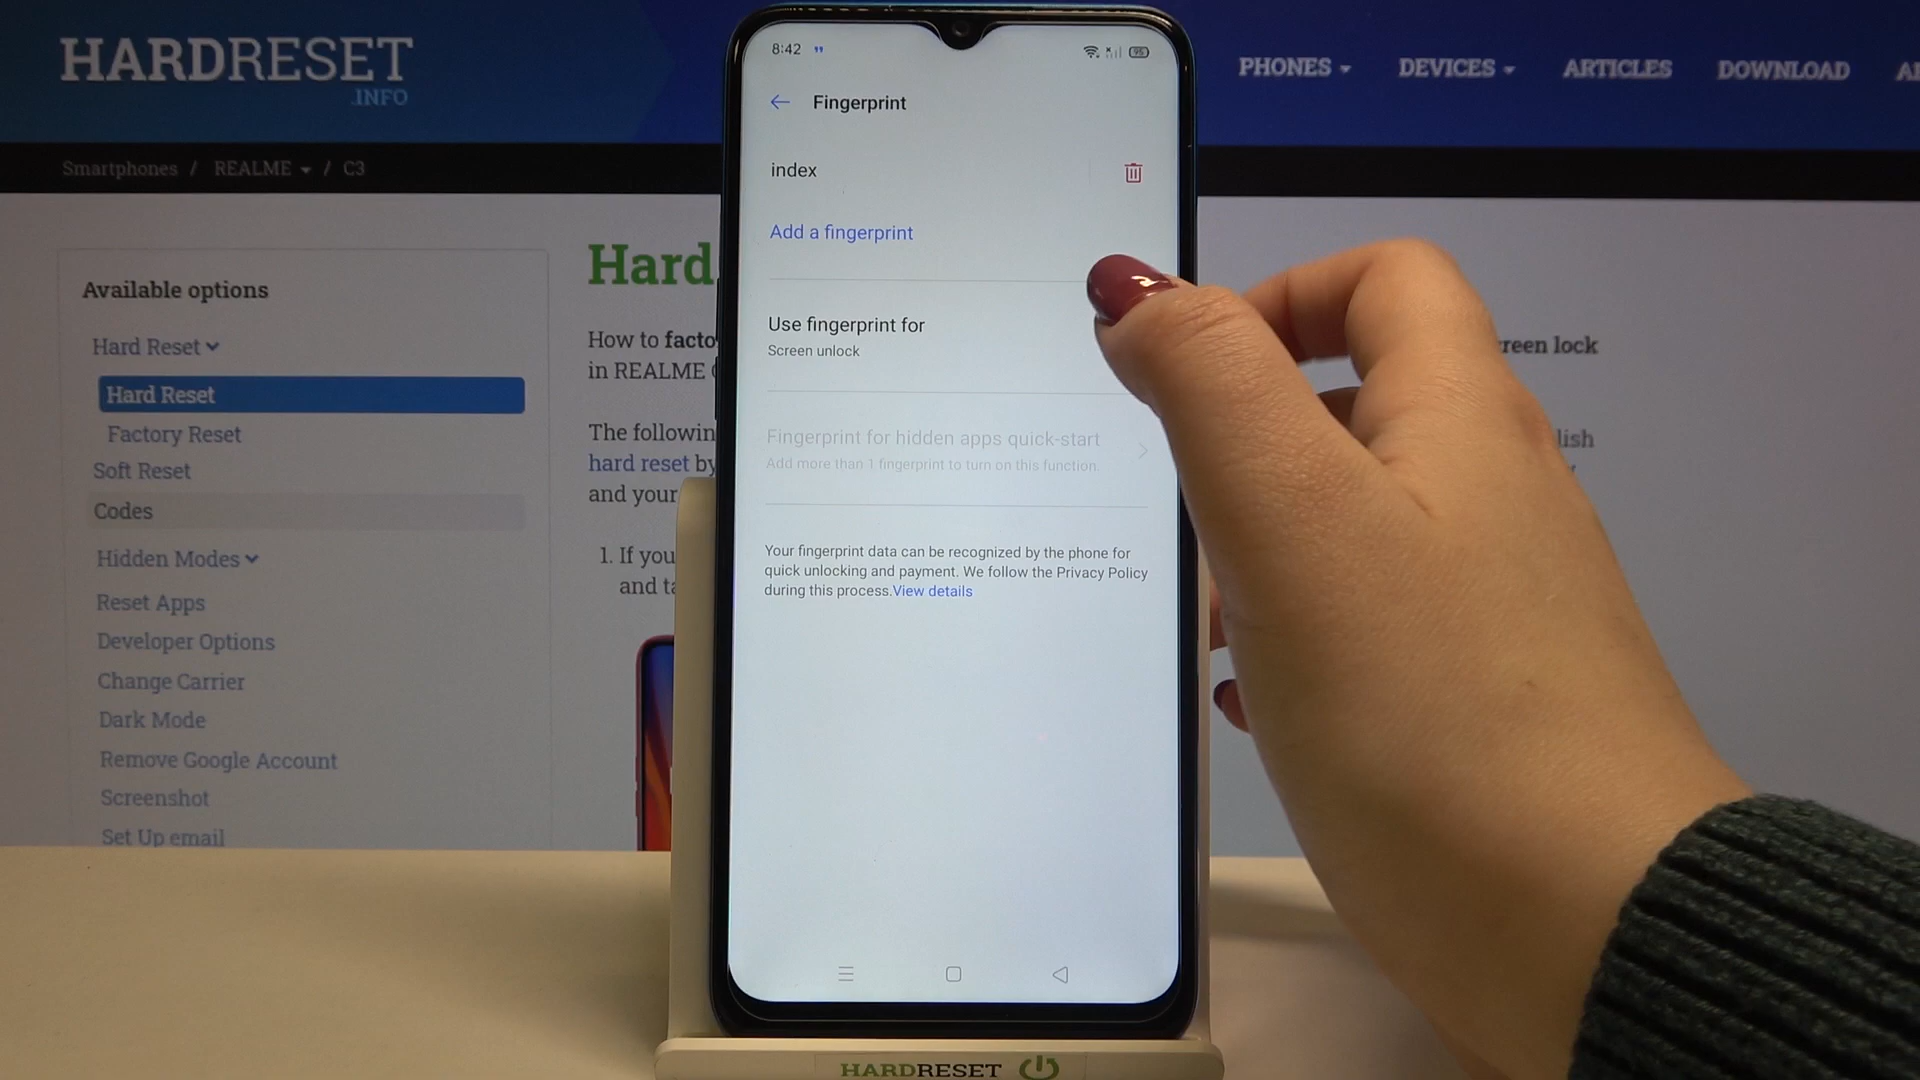 HARDRESET
.INFO
PHONES
DEVICES
ARTICLES
DOWNLOAD
Smartphones / REALME / C3
Available options
Hard Reset
Hard Reset
Factory Reset
Soft Reset
Codes
Hidden Modes
Reset Apps
Developer Options
Change Carrier
Dark Mode
Remove Google Account
Screenshot
Set Up email
Hard
How to facto
in REALME
The followin
hard reset by
and your
1. If you
and ta
reen lock
lish
8:42
95
Fingerprint
index
Add a fingerprint
Use fingerprint for
Screen unlock
Fingerprint for hidden apps quick-start
Add more than 1 fingerprint to turn on this function.
Your fingerprint data can be recognized by the phone for
quick unlocking and payment. We follow the Privacy Policy
during this process.View details
HARDRESET